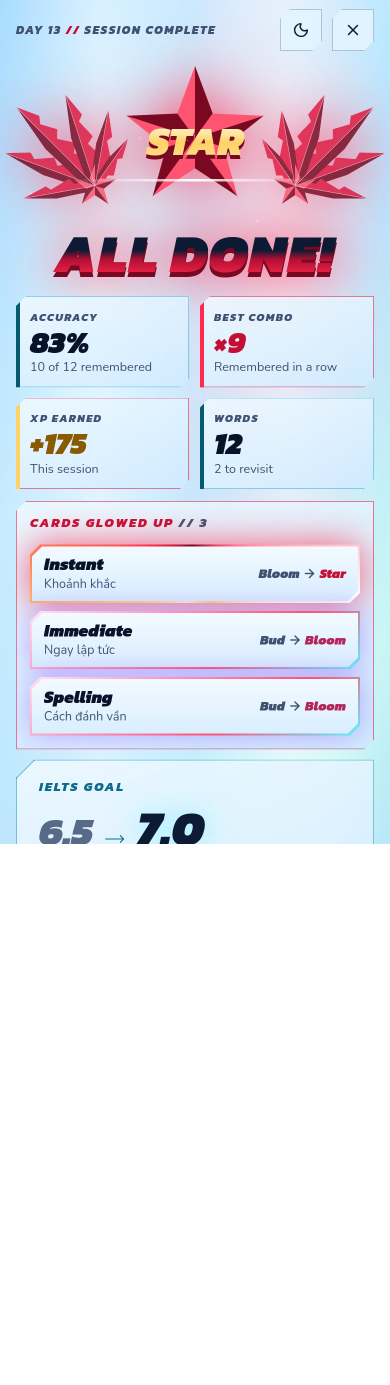 DAY 13 // SESSION COMPLETE
STAR
ALL DONE!
ACCURACY
83%
10 of 12 remembered
BEST COMBO
×9
Remembered in a row
XP EARNED
+175
This session
WORDS
12
2 to revisit
CARDS GLOWED UP // 3
Instant
Khoảnh khắc
Bloom → Star
Immediate
Ngay lập tức
Bud → Bloom
Spelling
Cách đánh vần
Bud → Bloom
IELTS GOAL
6.5 → 7.0